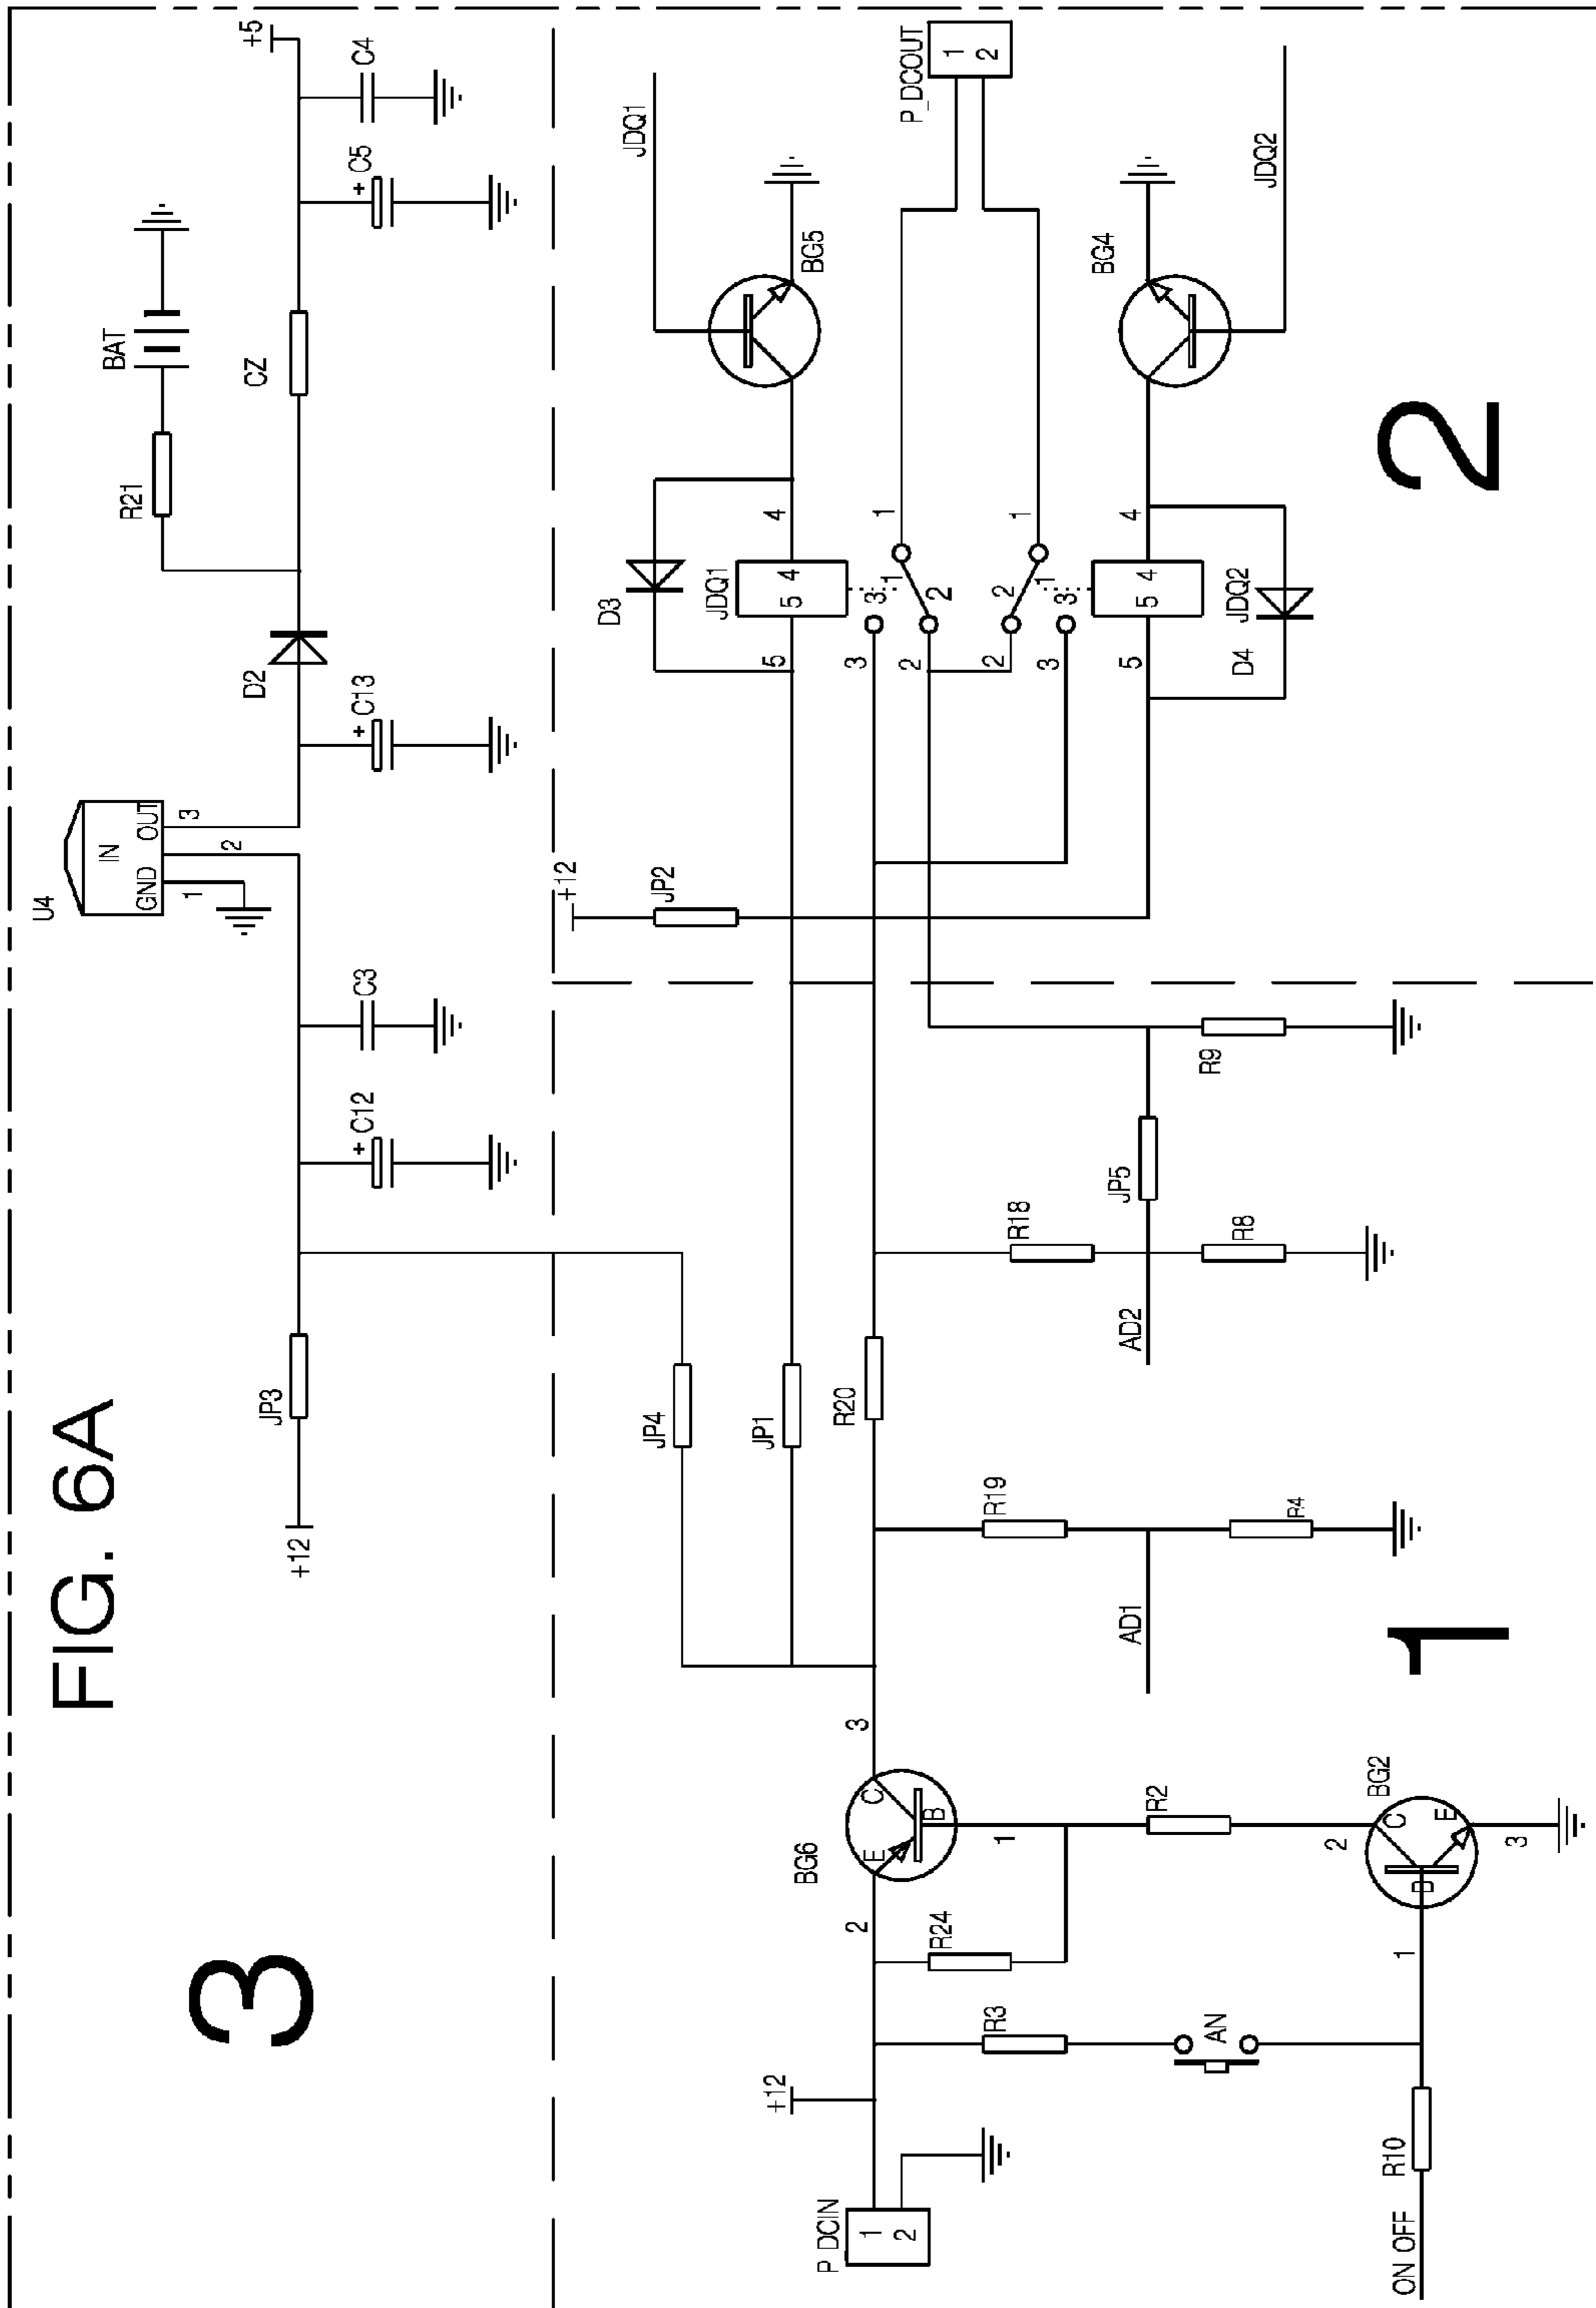 FIG. 6A
3
+12
JP3
+ C12
C3
U4
GND
IN
OUT
1
2
3
+ C13
D2
R21
BAT
CZ
+ C5
C4
+5
2
+12
JP2
D3
JDQ1
5 4
5
4
BG5
JDQ1
3
2
3
1
2
1
2
3
2
1
3
1
P_DCOUT
1
2
5
4
5 4
JDQ2
D4
BG4
JDQ2
1
P_DCIN
1
2
+12
R3
AN
R10
ON OFF
R24
BG6
E
C
B
2
3
1
R2
BG2
B
C
E
1
2
3
JP4
JP1
R20
R19
R4
AD1
R18
R8
AD2
JP5
R9